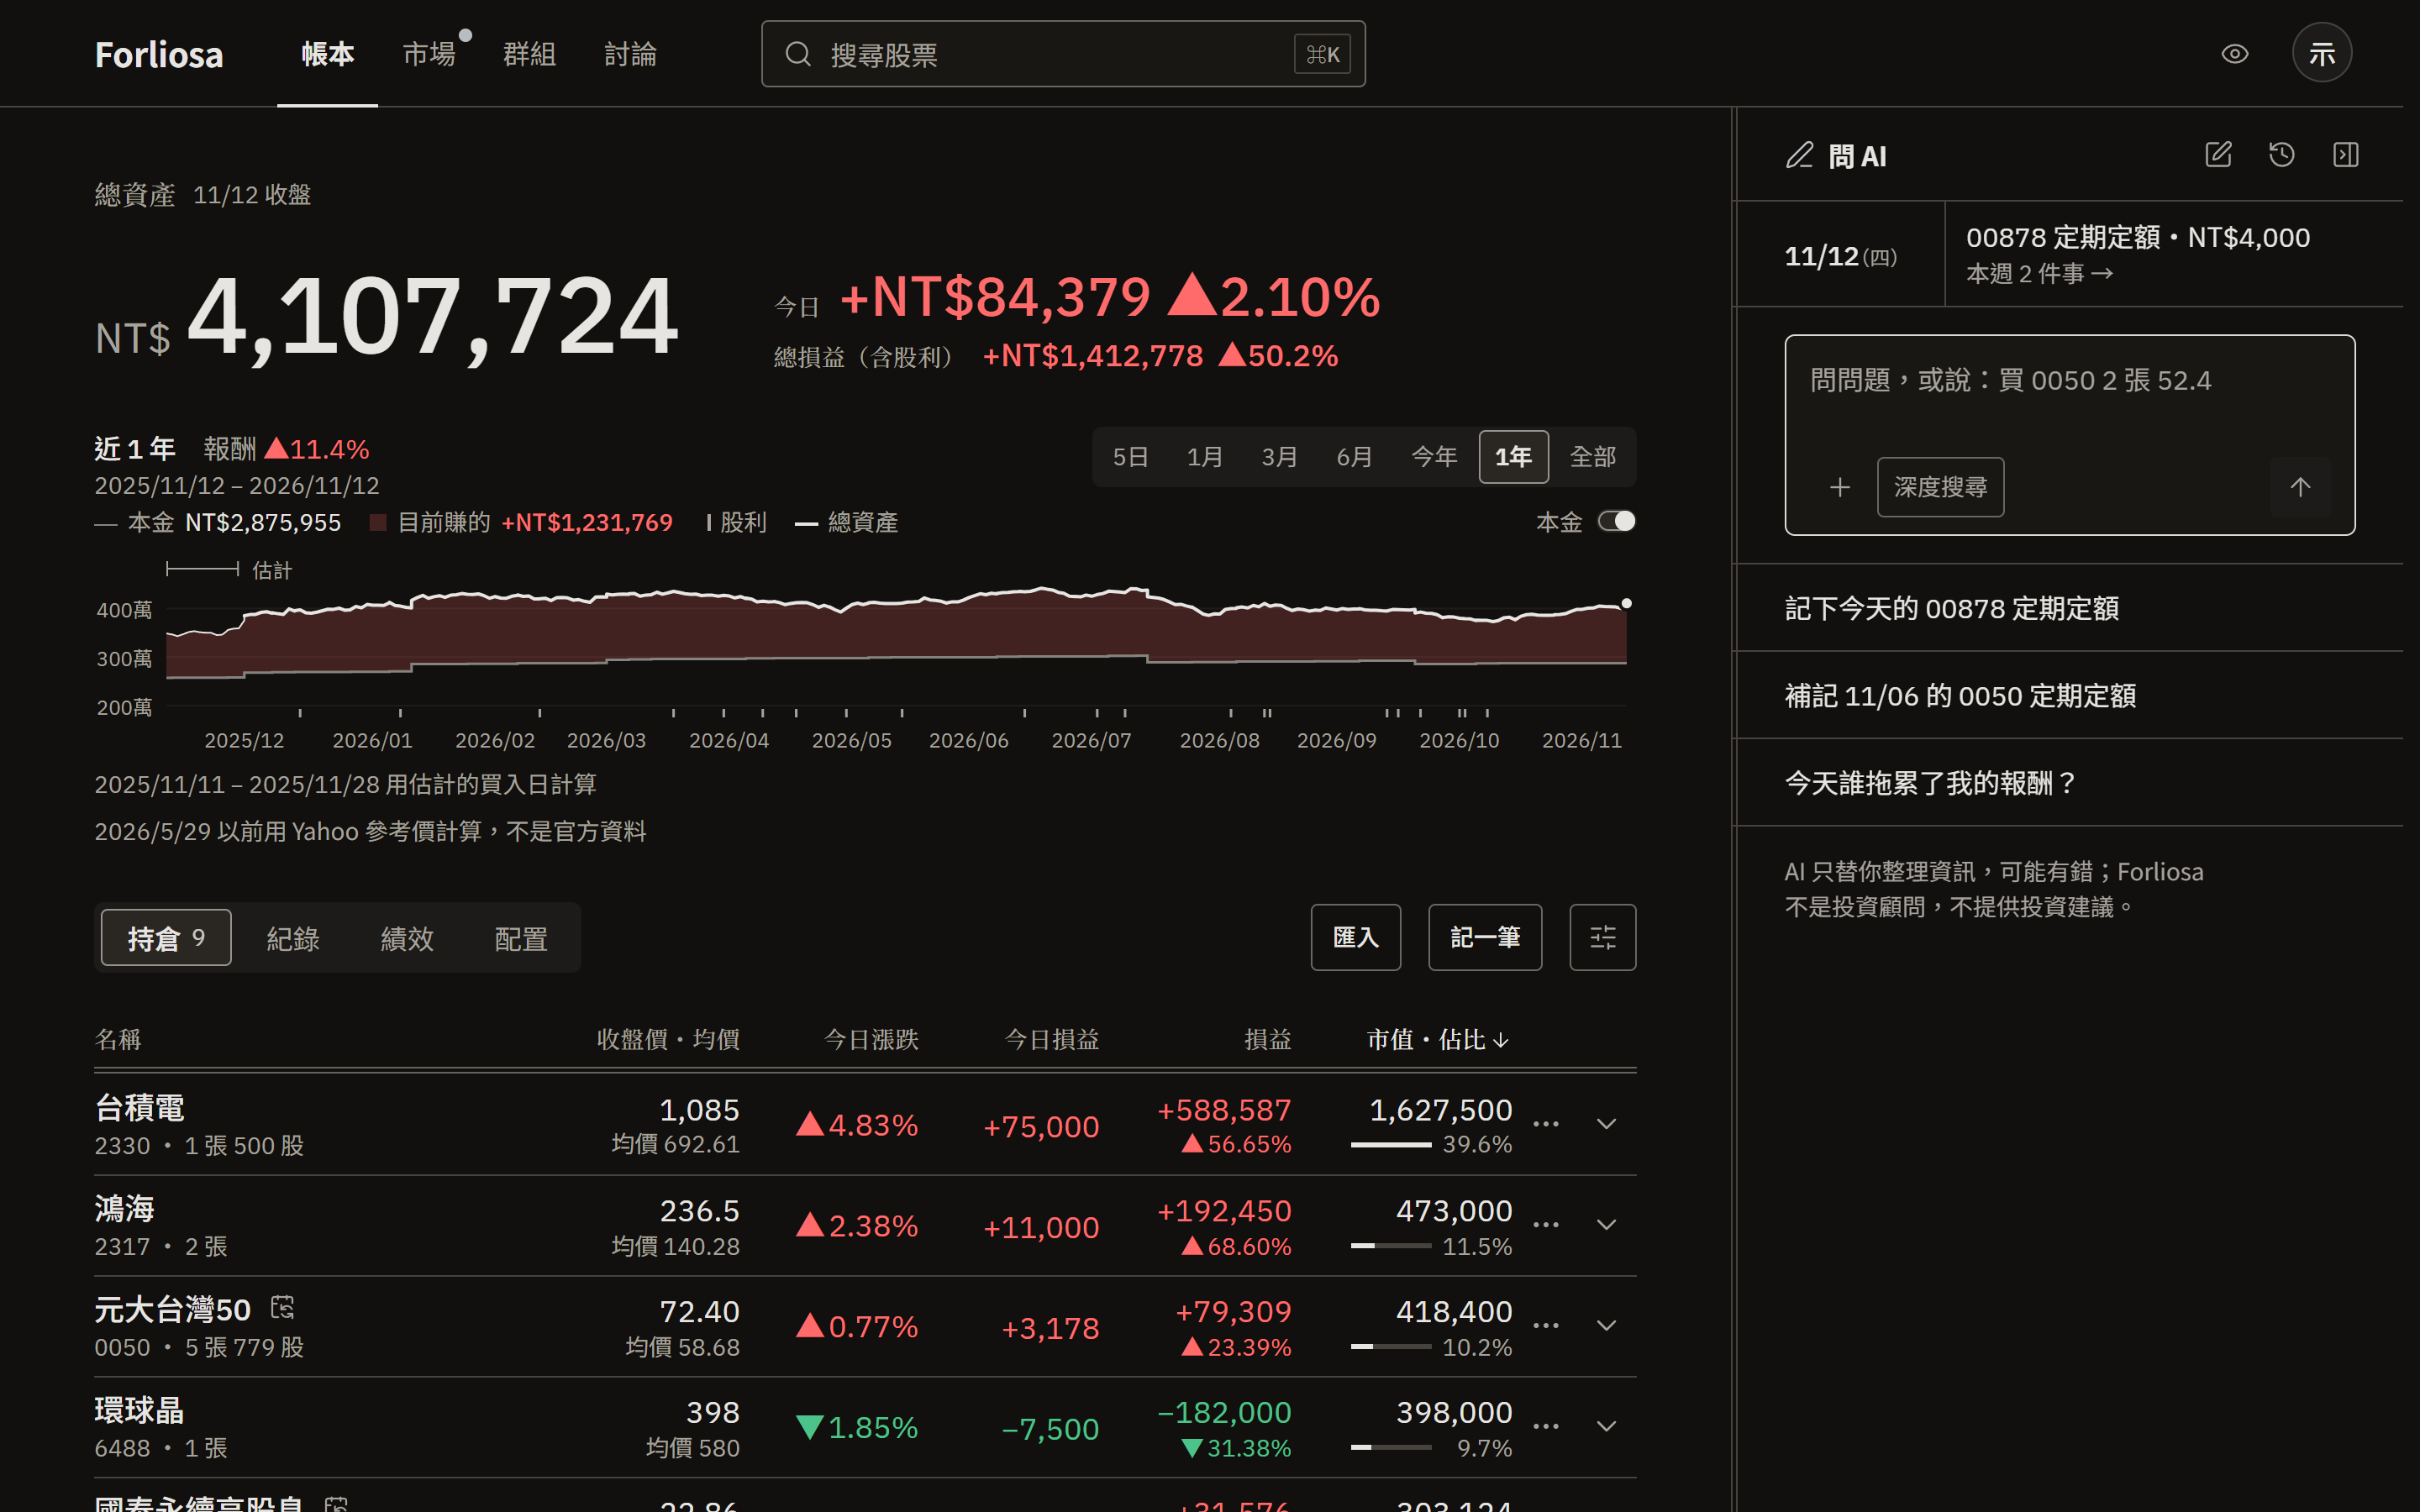 Forliosa 帳本 市場 群組 討論 搜尋股票 ⌘K 示
總資產 11/12 收盤
NT$ 4,107,724
今日 +NT$84,379 ▲2.10%
總損益（含股利） +NT$1,412,778 ▲50.2%
近 1 年 報酬 ▲11.4%
2025/11/12 – 2026/11/12
5日 1月 3月 6月 今年 1年 全部
本金 NT$2,875,955 目前賺的 +NT$1,231,769 股利 總資產 本金
估計
400萬
300萬
200萬
2025/12 2026/01 2026/02 2026/03 2026/04 2026/05 2026/06 2026/07 2026/08 2026/09 2026/10 2026/11
2025/11/11 – 2025/11/28 用估計的買入日計算
2026/5/29 以前用 Yahoo 參考價計算，不是官方資料
持倉 9 紀錄 績效 配置 匯入 記一筆
名稱 收盤價・均價 今日漲跌 今日損益 損益 市值・佔比 ↓
台積電 1,085 ▲4.83% +75,000 +588,587 1,627,500
2330 · 1 張 500 股 均價 692.61 ▲56.65% 39.6%
鴻海 236.5 ▲2.38% +11,000 +192,450 473,000
2317 · 2 張 均價 140.28 ▲68.60% 11.5%
元大台灣50 72.40 ▲0.77% +3,178 +79,309 418,400
0050 · 5 張 779 股 均價 58.68 ▲23.39% 10.2%
環球晶 398 ▼1.85% −7,500 −182,000 398,000
6488 · 1 張 均價 580 ▼31.38% 9.7%
國泰永續高股息 22.86 +31,576 303,124
問 AI
11/12 (四) 00878 定期定額・NT$4,000
本週 2 件事 →
問問題，或說：買 0050 2 張 52.4
深度搜尋
記下今天的 00878 定期定額
補記 11/06 的 0050 定期定額
今天誰拖累了我的報酬？
AI 只替你整理資訊，可能有錯；Forliosa
不是投資顧問，不提供投資建議。